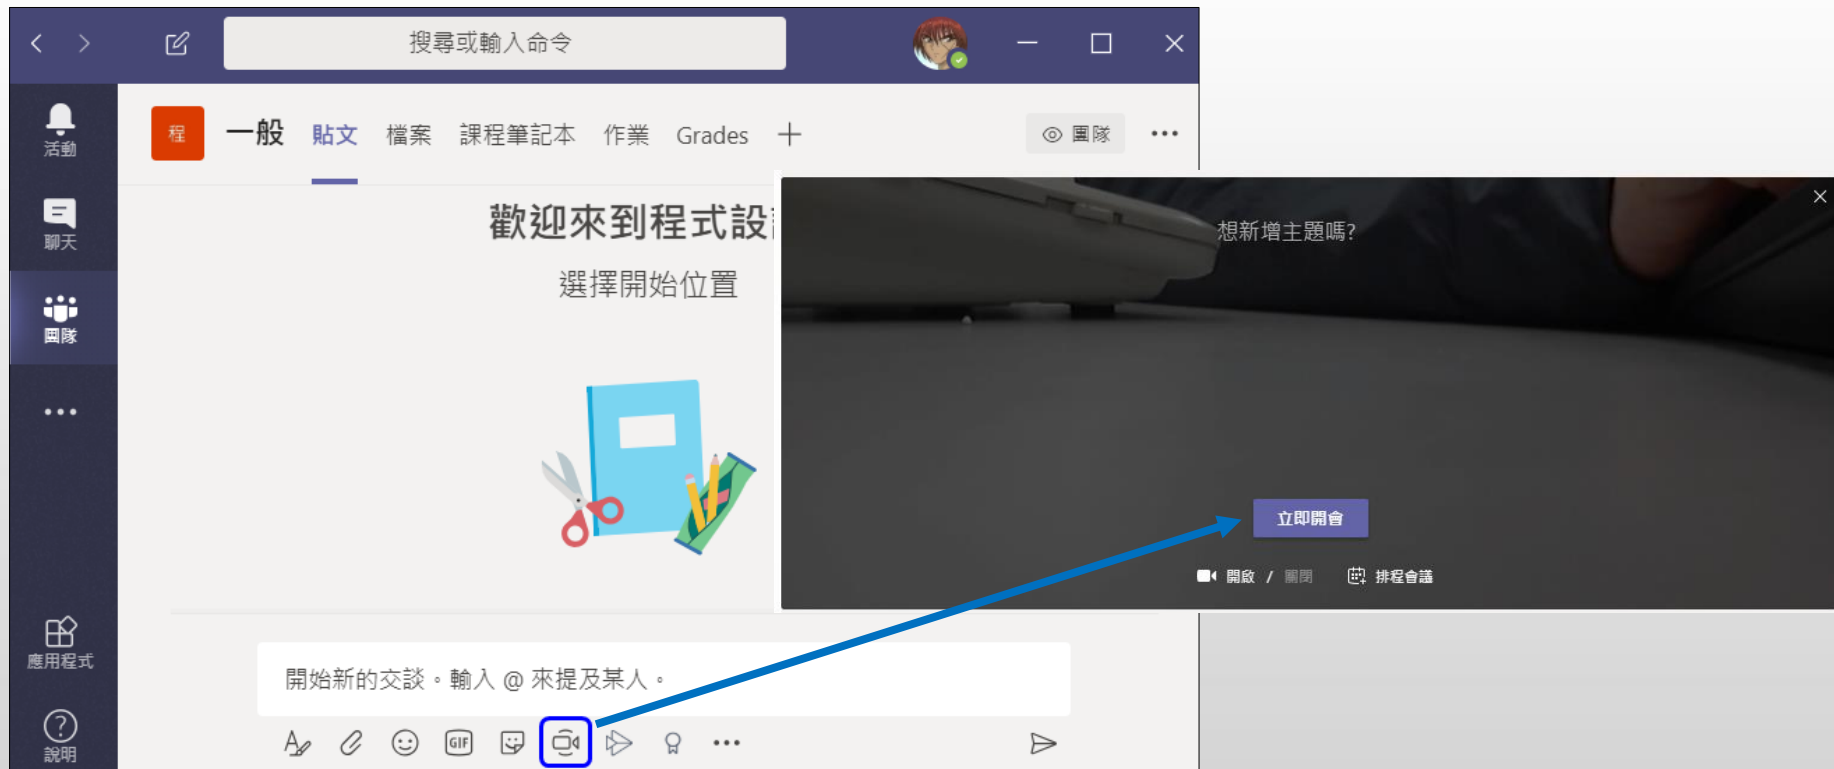 搜尋或輸入命令
活動
聊天
團隊
應用程式
說明
程 一般 貼文 檔案 課程筆記本 作業 Grades
團隊
歡迎來到程式設
選擇開始位置
想新增主題嗎?
立即開會
開啟 / 關閉 排程會議
開始新的交談。輸入 @ 來提及某人。
GIF